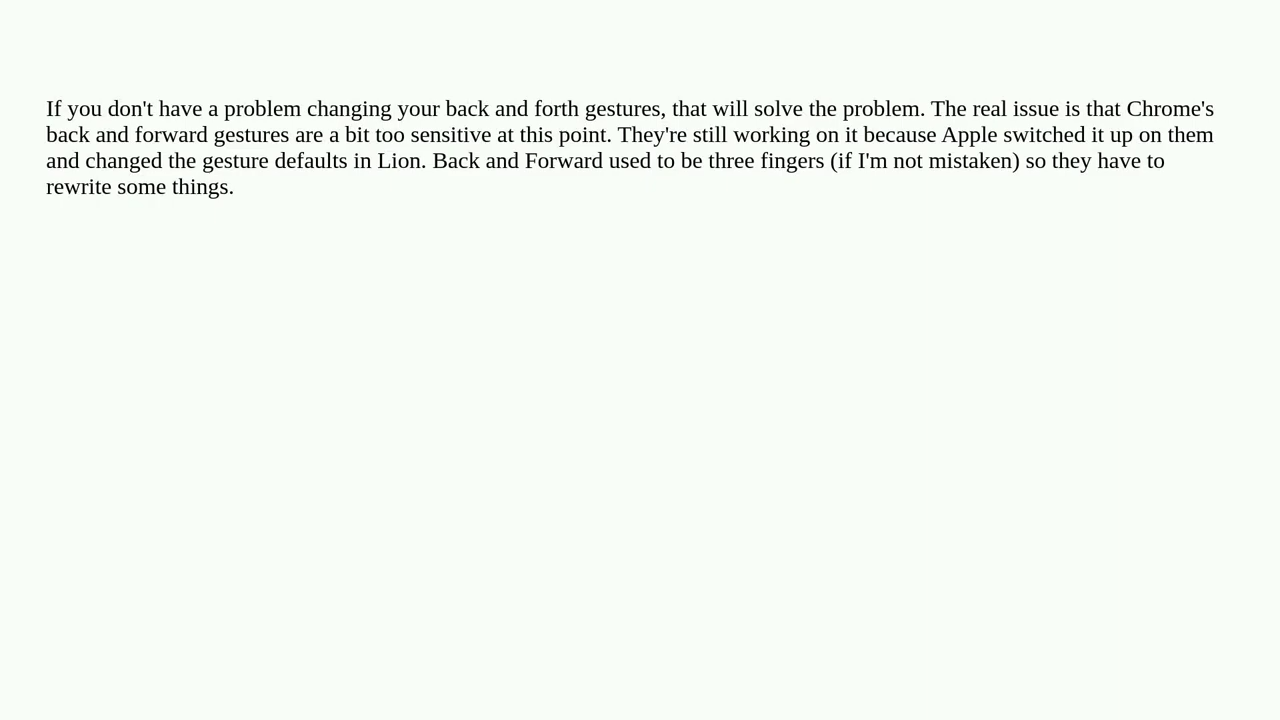 If you don't have a problem changing your back and forth gestures, that will solve the problem. The real issue is that Chrome's
back and forward gestures are a bit too sensitive at this point. They're still working on it because Apple switched it up on them
and changed the gesture defaults in Lion. Back and Forward used to be three fingers (if I'm not mistaken) so they have to
rewrite some things.